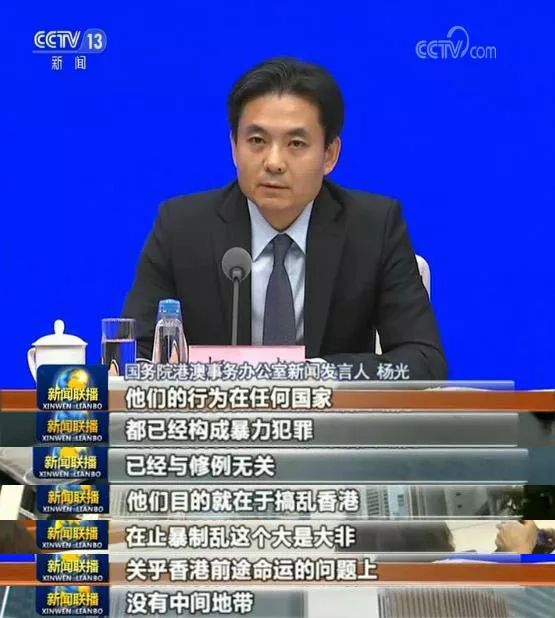 CCTV 13
新闻
CCTV.com
国务院港澳事务办公室新闻发言人 杨光
新闻联播
XINWEN LIANBO
他们的行为在任何国家
新闻联播
XINWEN LIANBO
都已经构成暴力犯罪
新闻联播
XINWEN LIANBO
已经与修例无关
新闻联播
XINWEN LIANBO
他们目的就在于搞乱香港
新闻联播
XINWEN LIANBO
在止暴制乱这个大是大非
新闻联播
XINWEN LIANBO
关乎香港前途命运的问题上
新闻联播
XINWEN LIANBO
没有中间地带